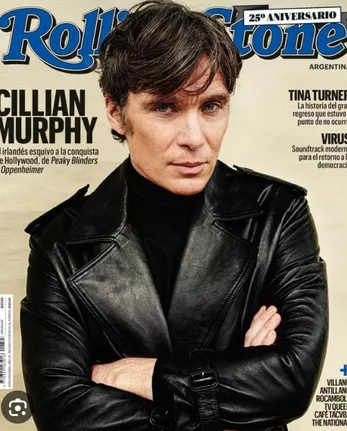 Rolling Stone
25º ANIVERSARIO
ARGENTINA
CILLIAN
MURPHY
irlandés esquivo a la conquista
e Hollywood, de Peaky Blinders
Oppenheimer
TINA TURNER
La historia del gra
regreso que estuvo
punto de no ocurr
VIRUS
Soundtrack modern
para el retorno a l
democraci
+
VILLAN
ANTILLAN
ROCAMBOL
TV QUEE
CAFÉ TACVB
THE NATIONA